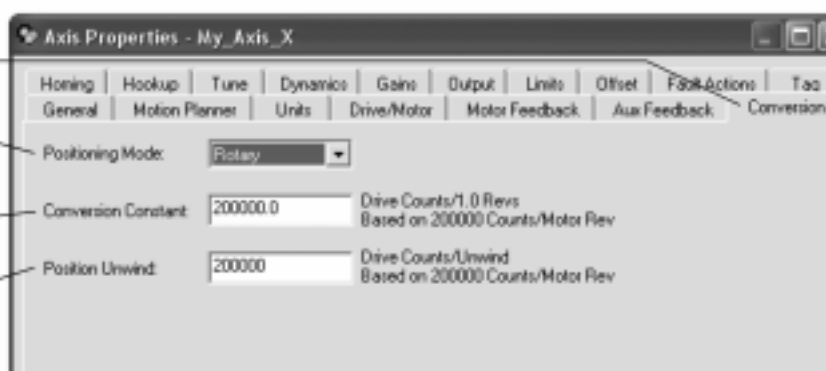 Axis Properties - My_Axis_X
Homing Hookup Tune Dynamics Gains Output Limits Offset Fault Actions Tag
General Motion Planner Units Drive/Motor Motor Feedback Aux Feedback Conversion
Positioning Mode: Rotary
Conversion Constant: 200000.0 Drive Counts/1.0 Revs
Based on 200000 Counts/Motor Rev
Position Unwind: 200000 Drive Counts/Unwind
Based on 200000 Counts/Motor Rev